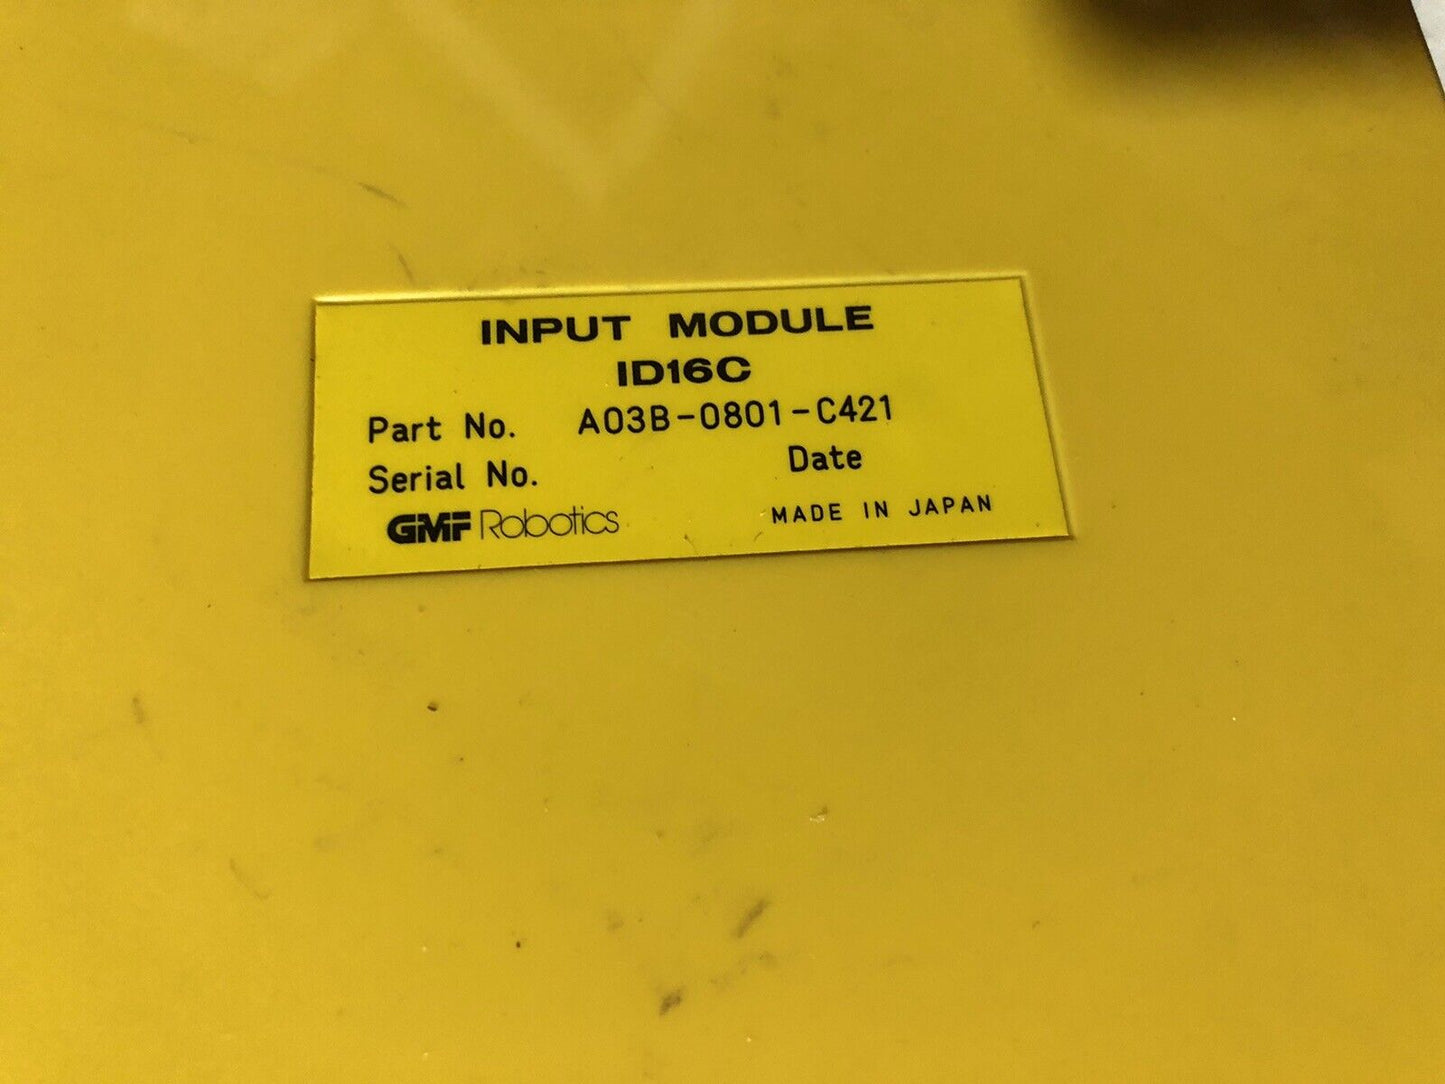 INPUT MODULE
ID16C
Part No. A03B-0801-C421
Serial No. Date
GMF Robotics MADE IN JAPAN